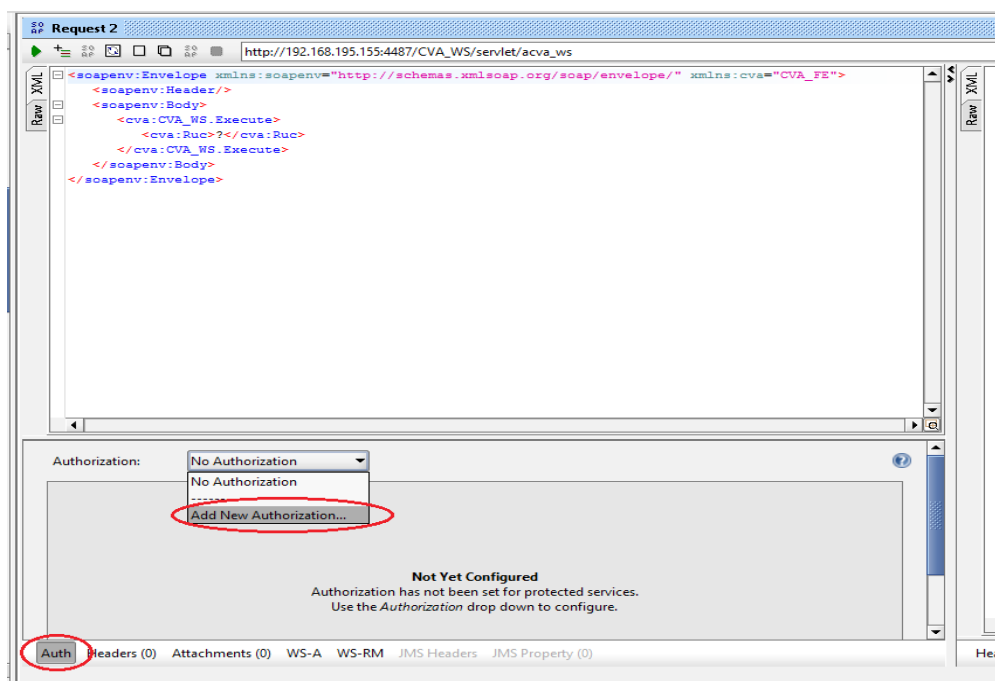 Request 2
http://192.168.195.155:4487/CVA_WS/servlet/acva_ws
XML
Raw
<soapenv:Envelope xmlns:soapenv="http://schemas.xmlsoap.org/soap/envelope/" xmlns:cva="CVA_FE">
<soapenv:Header/>
<soapenv:Body>
<cva:CVA_WS.Execute>
<cva:Ruc>?</cva:Ruc>
</cva:CVA_WS.Execute>
</soapenv:Body>
</soapenv:Envelope>
XML
Raw
Authorization: No Authorization
No Authorization
Add New Authorization...
Not Yet Configured
Authorization has not been set for protected services.
Use the Authorization drop down to configure.
Auth Headers (0) Attachments (0) WS-A WS-RM JMS Headers JMS Property (0)